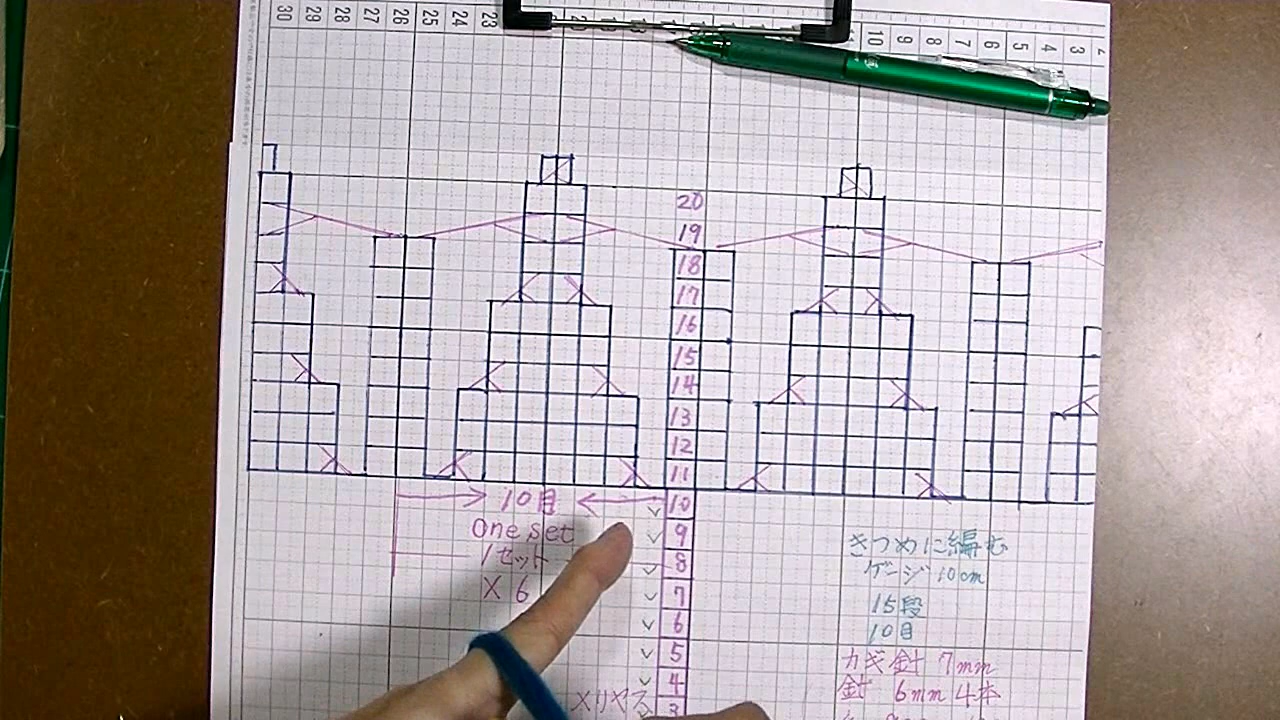 30 29 28 27 26 25 24 23
10 9 8 7 6 5 4 3
20
19
18
17
16
15
14
13
12
11
10
9
8
7
6
5
4
3
10目
One set
1セット
X 6
メリヤス
きつめに編む
ゲージ 10cm
15段
10目
カギ針 7mm
針 6mm 4本